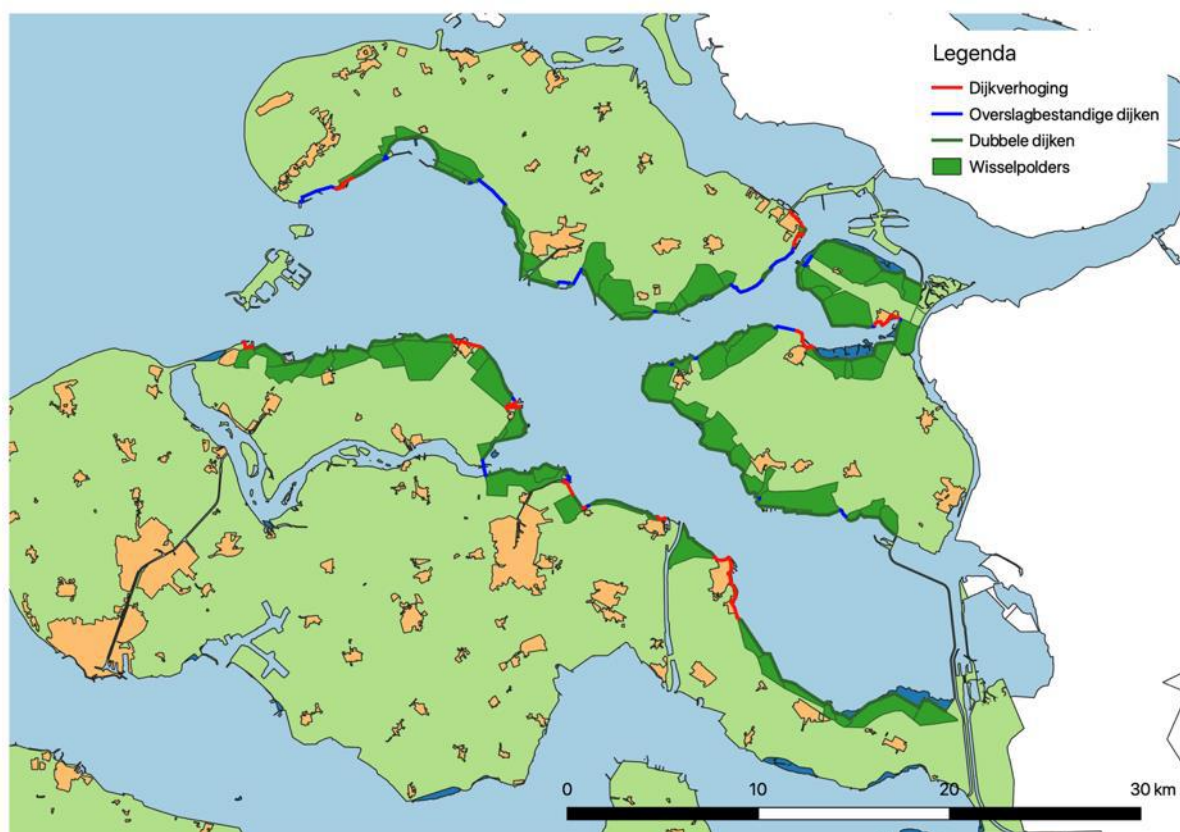 Legenda
Dijkverhoging
Overslagbestandige dijken
Dubbele dijken
Wisselpolders
0 10 20 30 km